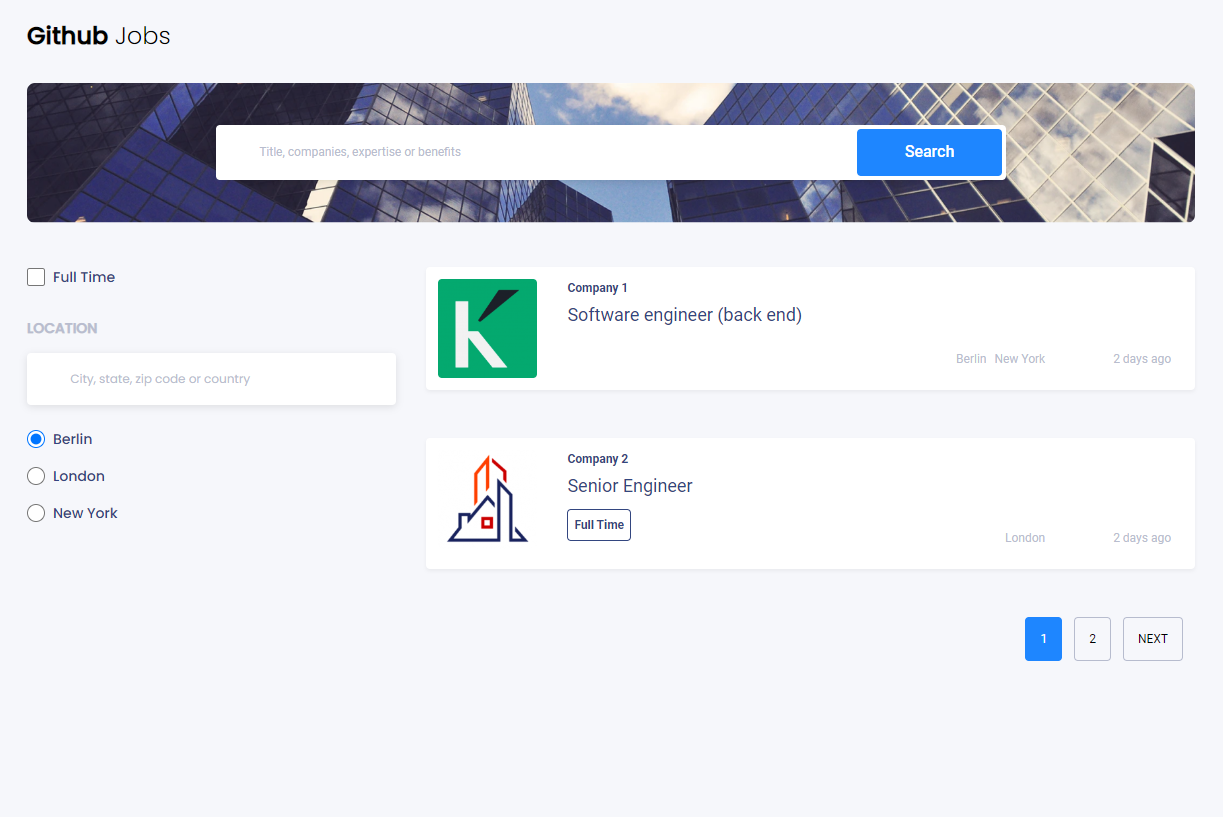 Github Jobs
Title, companies, expertise or benefits
Search
Full Time
LOCATION
City, state, zip code or country
Berlin
London
New York
Company 1
Software engineer (back end)
Berlin New York 2 days ago
Company 2
Senior Engineer
Full Time
London 2 days ago
1 2 NEXT